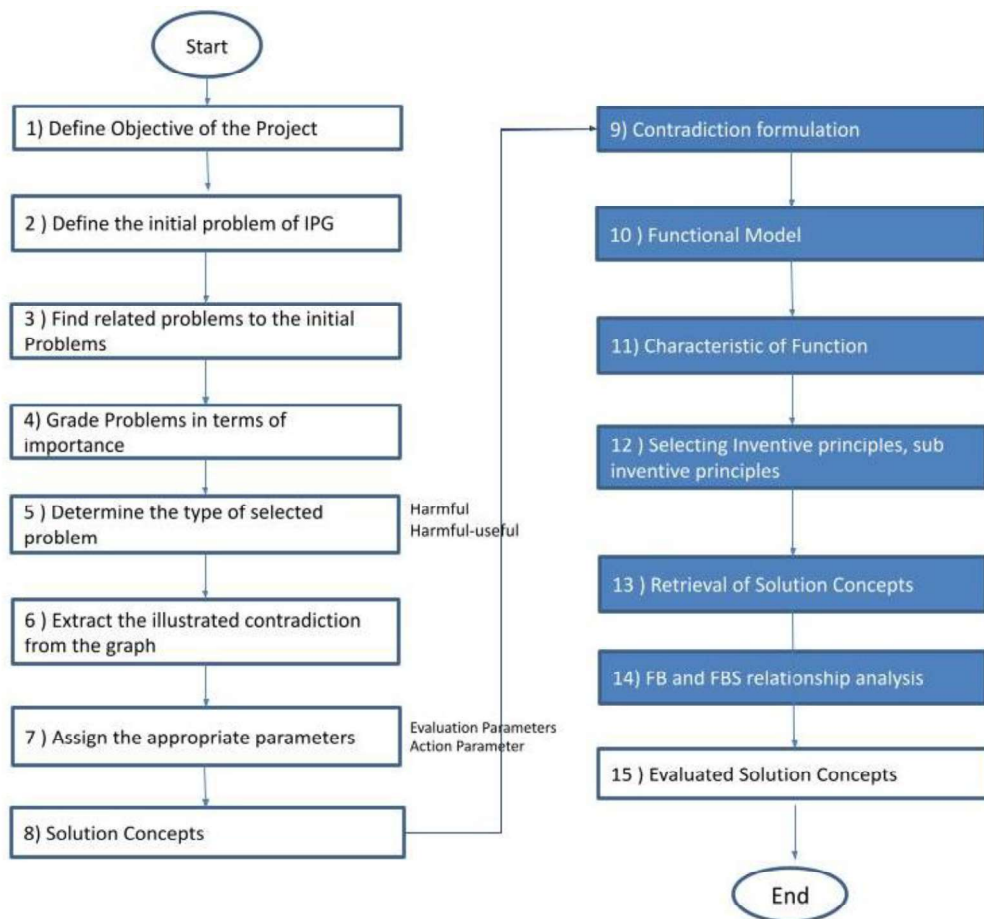 Start
1) Define Objective of the Project
2 ) Define the initial problem of IPG
3 ) Find related problems to the initial
Problems
4) Grade Problems in terms of
importance
5 ) Determine the type of selected
problem
Harmful
Harmful-useful
6 ) Extract the illustrated contradiction
from the graph
7 ) Assign the appropriate parameters
Evaluation Parameters
Action Parameter
8) Solution Concepts
9) Contradiction formulation
10 ) Functional Model
11) Characteristic of Function
12 ) Selecting Inventive principles, sub
inventive principles
13 ) Retrieval of Solution Concepts
14) FB and FBS relationship analysis
15 ) Evaluated Solution Concepts
End